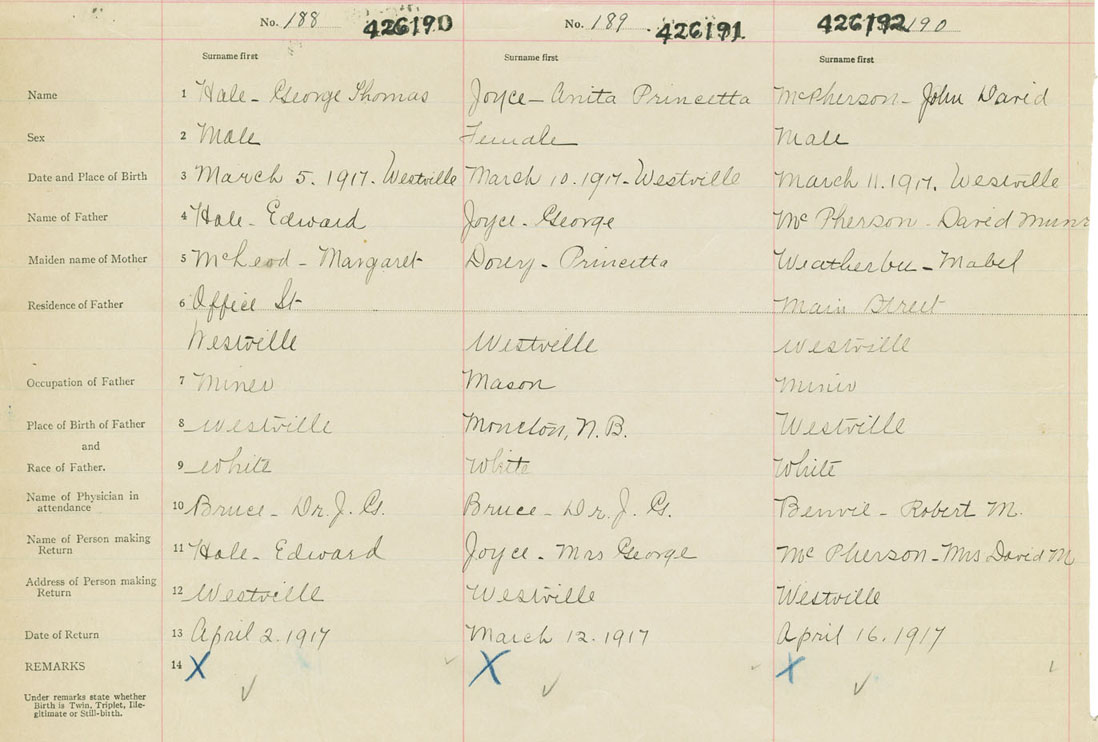 No. 188 426190 No. 189 426191 426192 190
Surname first Surname first Surname first
Name 1 Hale - George Thomas Joyce - Anita Princetta McPherson - John David
Sex 2 Male Female Male
Date and Place of Birth 3 March 5. 1917. Westville March 10. 1917 - Westville March 11. 1917. Westville
Name of Father 4 Hale - Edward Joyce - George Mc Pherson - David
Maiden name of Mother 5 McLeod - Margaret Dorey - Princetta Weatherbee - Mabel
Residence of Father 6 Office St Main Street
Westville Westville Westville
Occupation of Father 7 Miner Mason Miner
Place of Birth of Father 8 Westville Moncton, N.B. Westville
and
Race of Father. 9 White White White
Name of Physician in
attendance 10 Bruce - Dr. J. G. Bruce - Dr. J. G. Benvie - Robert M.
Name of Person making
Return 11 Hale - Edward Joyce - Mrs George Mc Pherson - Mrs David M
Address of Person making
Return 12 Westville Westville Westville
Date of Return 13 April 2. 1917 March 12. 1917 April 16. 1917
REMARKS 14 X X X
Under remarks state whether
Birth is Twin, Triplet, Ille-
gitimate or Still-birth.